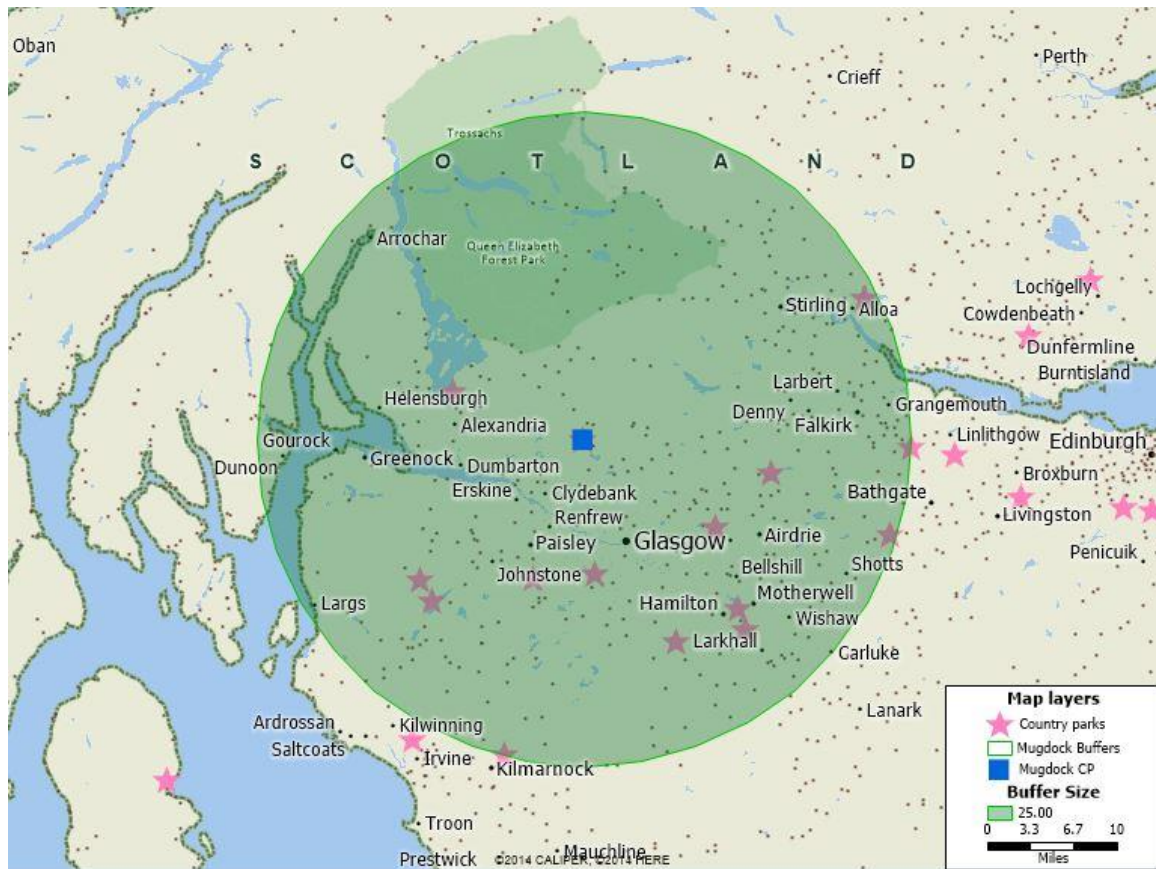 Oban
Perth
Crieff
Trossachs
S C O T L A N D
Arrochar
Queen Elizabeth
Forest Park
Lochgelly
Stirling
Alloa
Cowdenbeath
Dunfermline
Burntisland
Larbert
Helensburgh
Grangemouth
Denny
Falkirk
Alexandria
Linlithgow
Gourock
Edinburgh
Dunoon
Greenock
Dumbarton
Broxburn
Erskine
Clydebank
Bathgate
Renfrew
Livingston
Paisley
Glasgow
Airdrie
Penicuik
Johnstone
Bellshill
Shotts
Motherwell
Largs
Hamilton
Wishaw
Larkhall
Carluke
Lanark
Ardrossan
Kilwinning
Saltcoats
Irvine
Kilmarnock
Troon
Prestwick
Mauchline
©2014 CALIPER, ©2014 HERE
Map layers
Country parks
Mugdock Buffers
Mugdock CP
Buffer Size
25.00
0 3.3 6.7 10
Miles